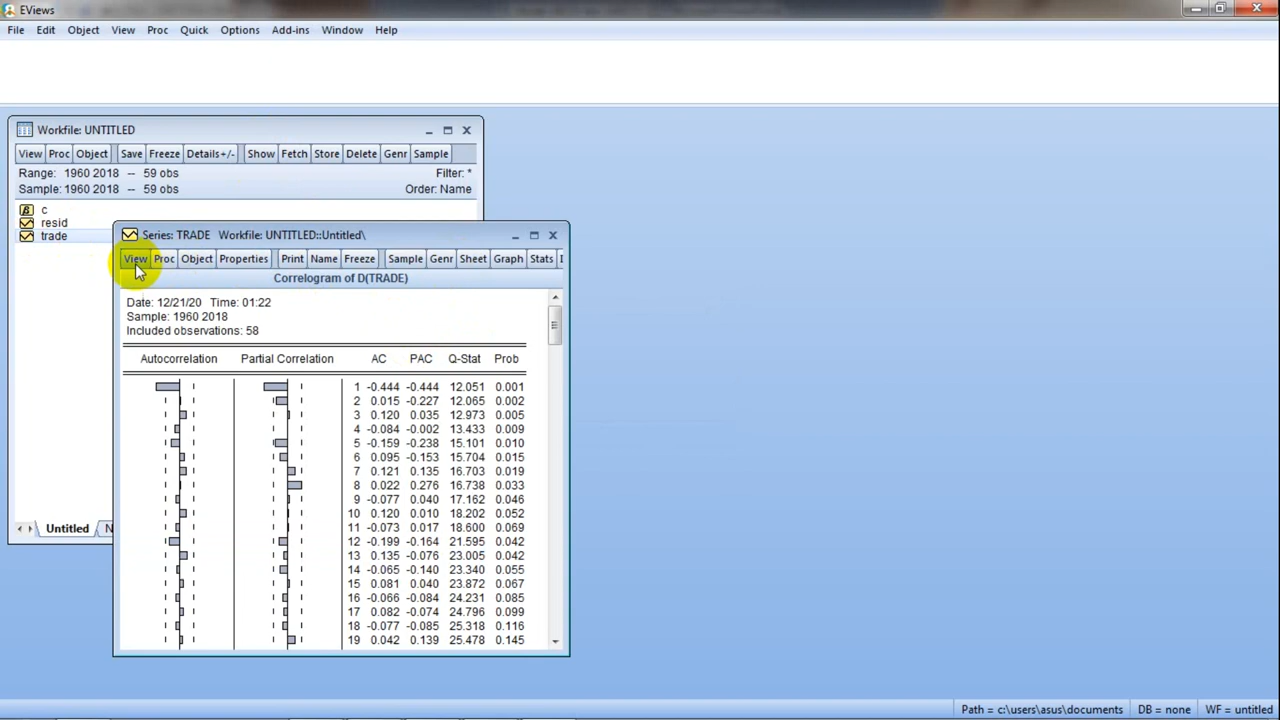 EViews
File Edit Object View Proc Quick Options Add-ins Window Help
Workfile: UNTITLED
View Proc Object Save Freeze Details+/- Show Fetch Store Delete Genr Sample
Range: 1960 2018 -- 59 obs Filter: *
Sample: 1960 2018 -- 59 obs Order: Name
β c
resid
trade
Untitled N
Series: TRADE Workfile: UNTITLED::Untitled\
View Proc Object Properties Print Name Freeze Sample Genr Sheet Graph Stats I
Correlogram of D(TRADE)
Date: 12/21/20 Time: 01:22
Sample: 1960 2018
Included observations: 58
Autocorrelation Partial Correlation AC PAC Q-Stat Prob
1 -0.444 -0.444 12.051 0.001
2 0.015 -0.227 12.065 0.002
3 0.120 0.035 12.973 0.005
4 -0.084 -0.002 13.433 0.009
5 -0.159 -0.238 15.101 0.010
6 0.095 -0.153 15.704 0.015
7 0.121 0.135 16.703 0.019
8 0.022 0.276 16.738 0.033
9 -0.077 0.040 17.162 0.046
10 0.120 0.010 18.202 0.052
11 -0.073 0.017 18.600 0.069
12 -0.199 -0.164 21.595 0.042
13 0.135 -0.076 23.005 0.042
14 -0.065 -0.140 23.340 0.055
15 0.081 0.040 23.872 0.067
16 -0.066 -0.084 24.231 0.085
17 0.082 -0.074 24.796 0.099
18 -0.077 -0.085 25.318 0.116
19 0.042 0.139 25.478 0.145
Path = c:\users\asus\documents DB = none WF = untitled